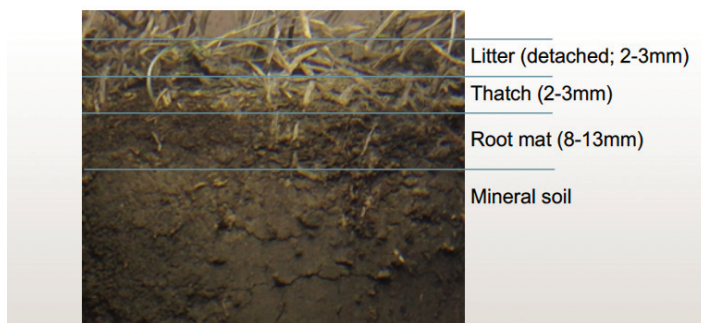 Litter (detached; 2-3mm)
Thatch (2-3mm)
Root mat (8-13mm)
Mineral soil